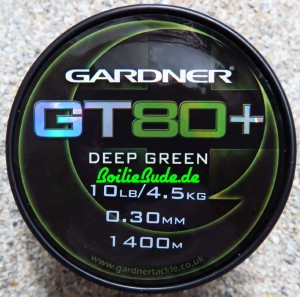 GARDNER
GT80+
DEEP GREEN
BoilieBude.de
10LB/4.5KG
0.30MM
1400M
www.gardnertackle.co.uk